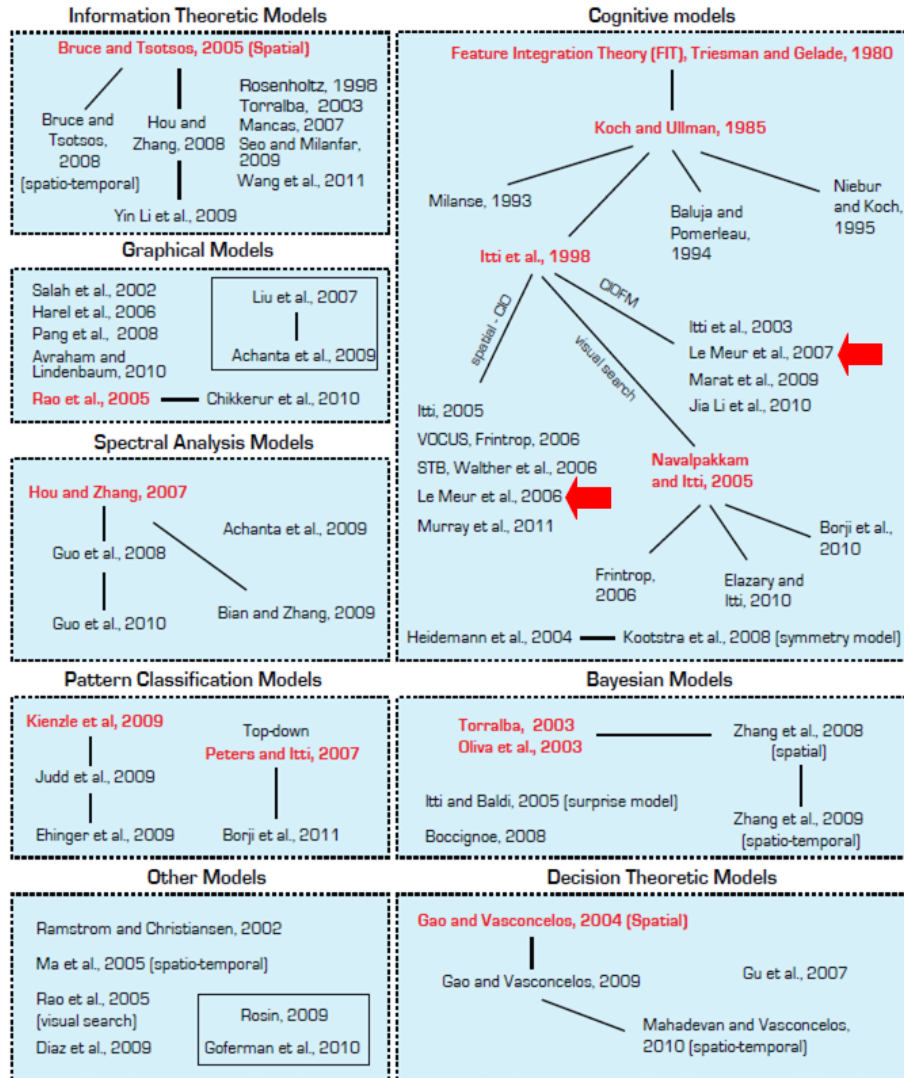 Information Theoretic Models
Bruce and Tsotsos, 2005 (Spatial)
Bruce and
Tsotsos,
2008
(spatio-temporal)
Hou and
Zhang, 2008
Rosenholtz, 1998
Torralba, 2003
Mancas, 2007
Seo and Milanfar,
2009
Wang et al., 2011
Yin Li et al., 2009
Graphical Models
Salah et al., 2002
Harel et al., 2006
Pang et al., 2008
Avraham and
Lindenbaum, 2010
Liu et al., 2007
Achanta et al., 2009
Rao et al., 2005
Chikkerur et al., 2010
Spectral Analysis Models
Hou and Zhang, 2007
Achanta et al., 2009
Guo et al., 2008
Bian and Zhang, 2009
Guo et al., 2010
Cognitive models
Feature Integration Theory (FIT), Triesman and Gelade, 1980
Koch and Ullman, 1985
Milanse, 1993
Baluja and
Pomerleau,
1994
Niebur
and Koch,
1995
Itti et al., 1998
spatial - CIO
visual search
CIOFM
Itti et al., 2003
Le Meur et al., 2007
Marat et al., 2009
Jia Li et al., 2010
Itti, 2005
VOCUS, Frintrop, 2006
STB, Walther et al., 2006
Le Meur et al., 2006
Murray et al., 2011
Navalpakkam
and Itti, 2005
Frintrop,
2006
Elazary and
Itti, 2010
Borji et al.,
2010
Heidemann et al., 2004
Kootstra et al., 2008 (symmetry model)
Pattern Classification Models
Kienzle et al, 2009
Judd et al., 2009
Ehinger et al., 2009
Top-down
Peters and Itti, 2007
Borji et al., 2011
Bayesian Models
Torralba, 2003
Oliva et al., 2003
Zhang et al., 2008
(spatial)
Itti and Baldi, 2005 (surprise model)
Boccignoe, 2008
Zhang et al., 2009
(spatio-temporal)
Other Models
Ramstrom and Christiansen, 2002
Ma et al., 2005 (spatio-temporal)
Rao et al., 2005
(visual search)
Diaz et al., 2009
Rosin, 2009
Goferman et al., 2010
Decision Theoretic Models
Gao and Vasconcelos, 2004 (Spatial)
Gao and Vasconcelos, 2009
Gu et al., 2007
Mahadevan and Vasconcelos,
2010 (spatio-temporal)